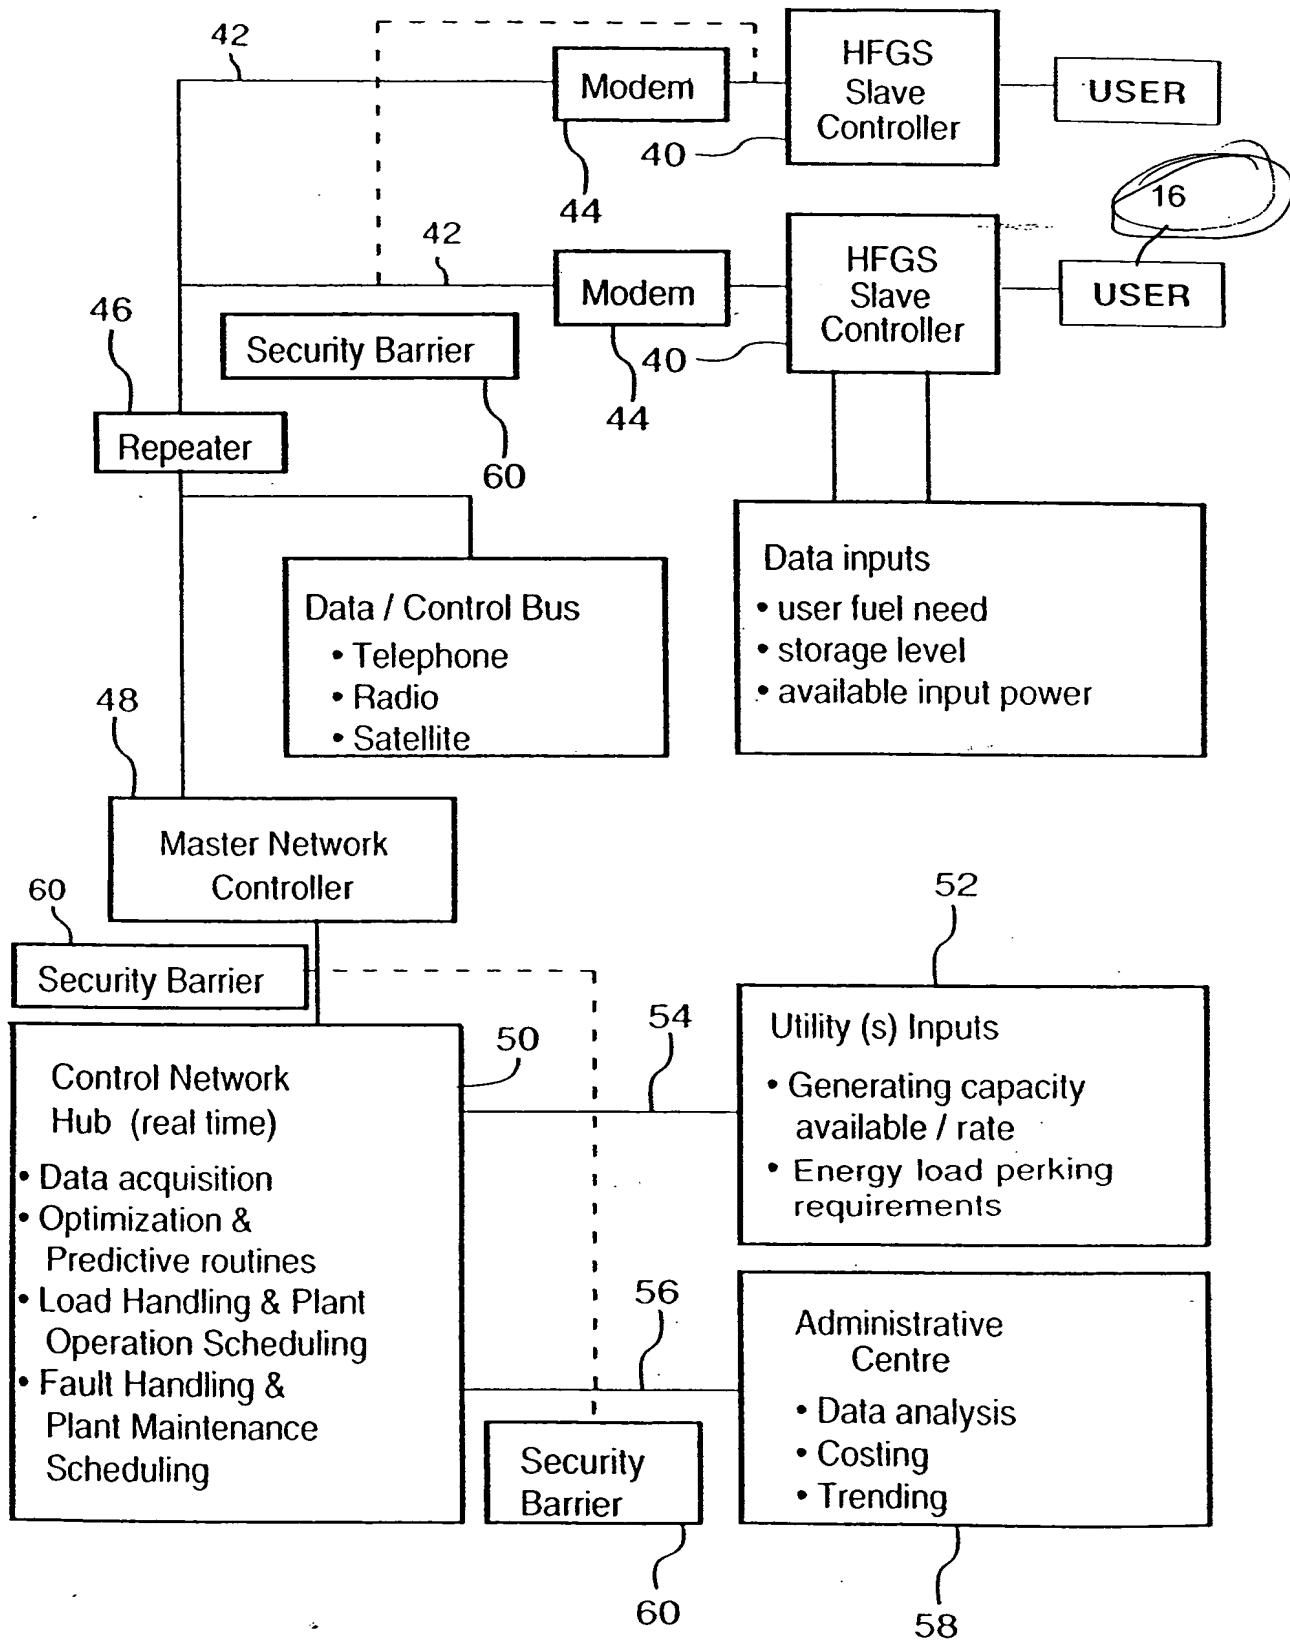 42
Modem
HFGS
Slave
Controller
USER
40
44
16
42
Modem
HFGS
Slave
Controller
USER
46
Security Barrier
40
44
60
Repeater
Data / Control Bus
• Telephone
• Radio
• Satellite
Data inputs
• user fuel need
• storage level
• available input power
48
Master Network
Controller
60
Security Barrier
52
50
54
Control Network
Hub (real time)
• Data acquisition
• Optimization &
Predictive routines
• Load Handling & Plant
Operation Scheduling
• Fault Handling &
Plant Maintenance
Scheduling
Utility (s) Inputs
• Generating capacity
available / rate
• Energy load perking
requirements
56
Administrative
Centre
• Data analysis
• Costing
• Trending
Security
Barrier
60
58